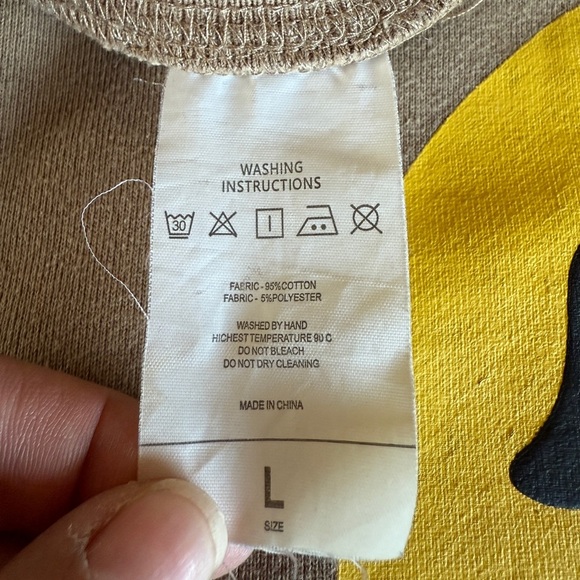 WASHING
INSTRUCTIONS
30
FABRIC - 95%COTTON
FABRIC - 5%POLYESTER
WASHED BY HAND
HIGHEST TEMPERATURE 90 C
DO NOT BLEACH
DO NOT DRY CLEANING
MADE IN CHINA
L
SIZE